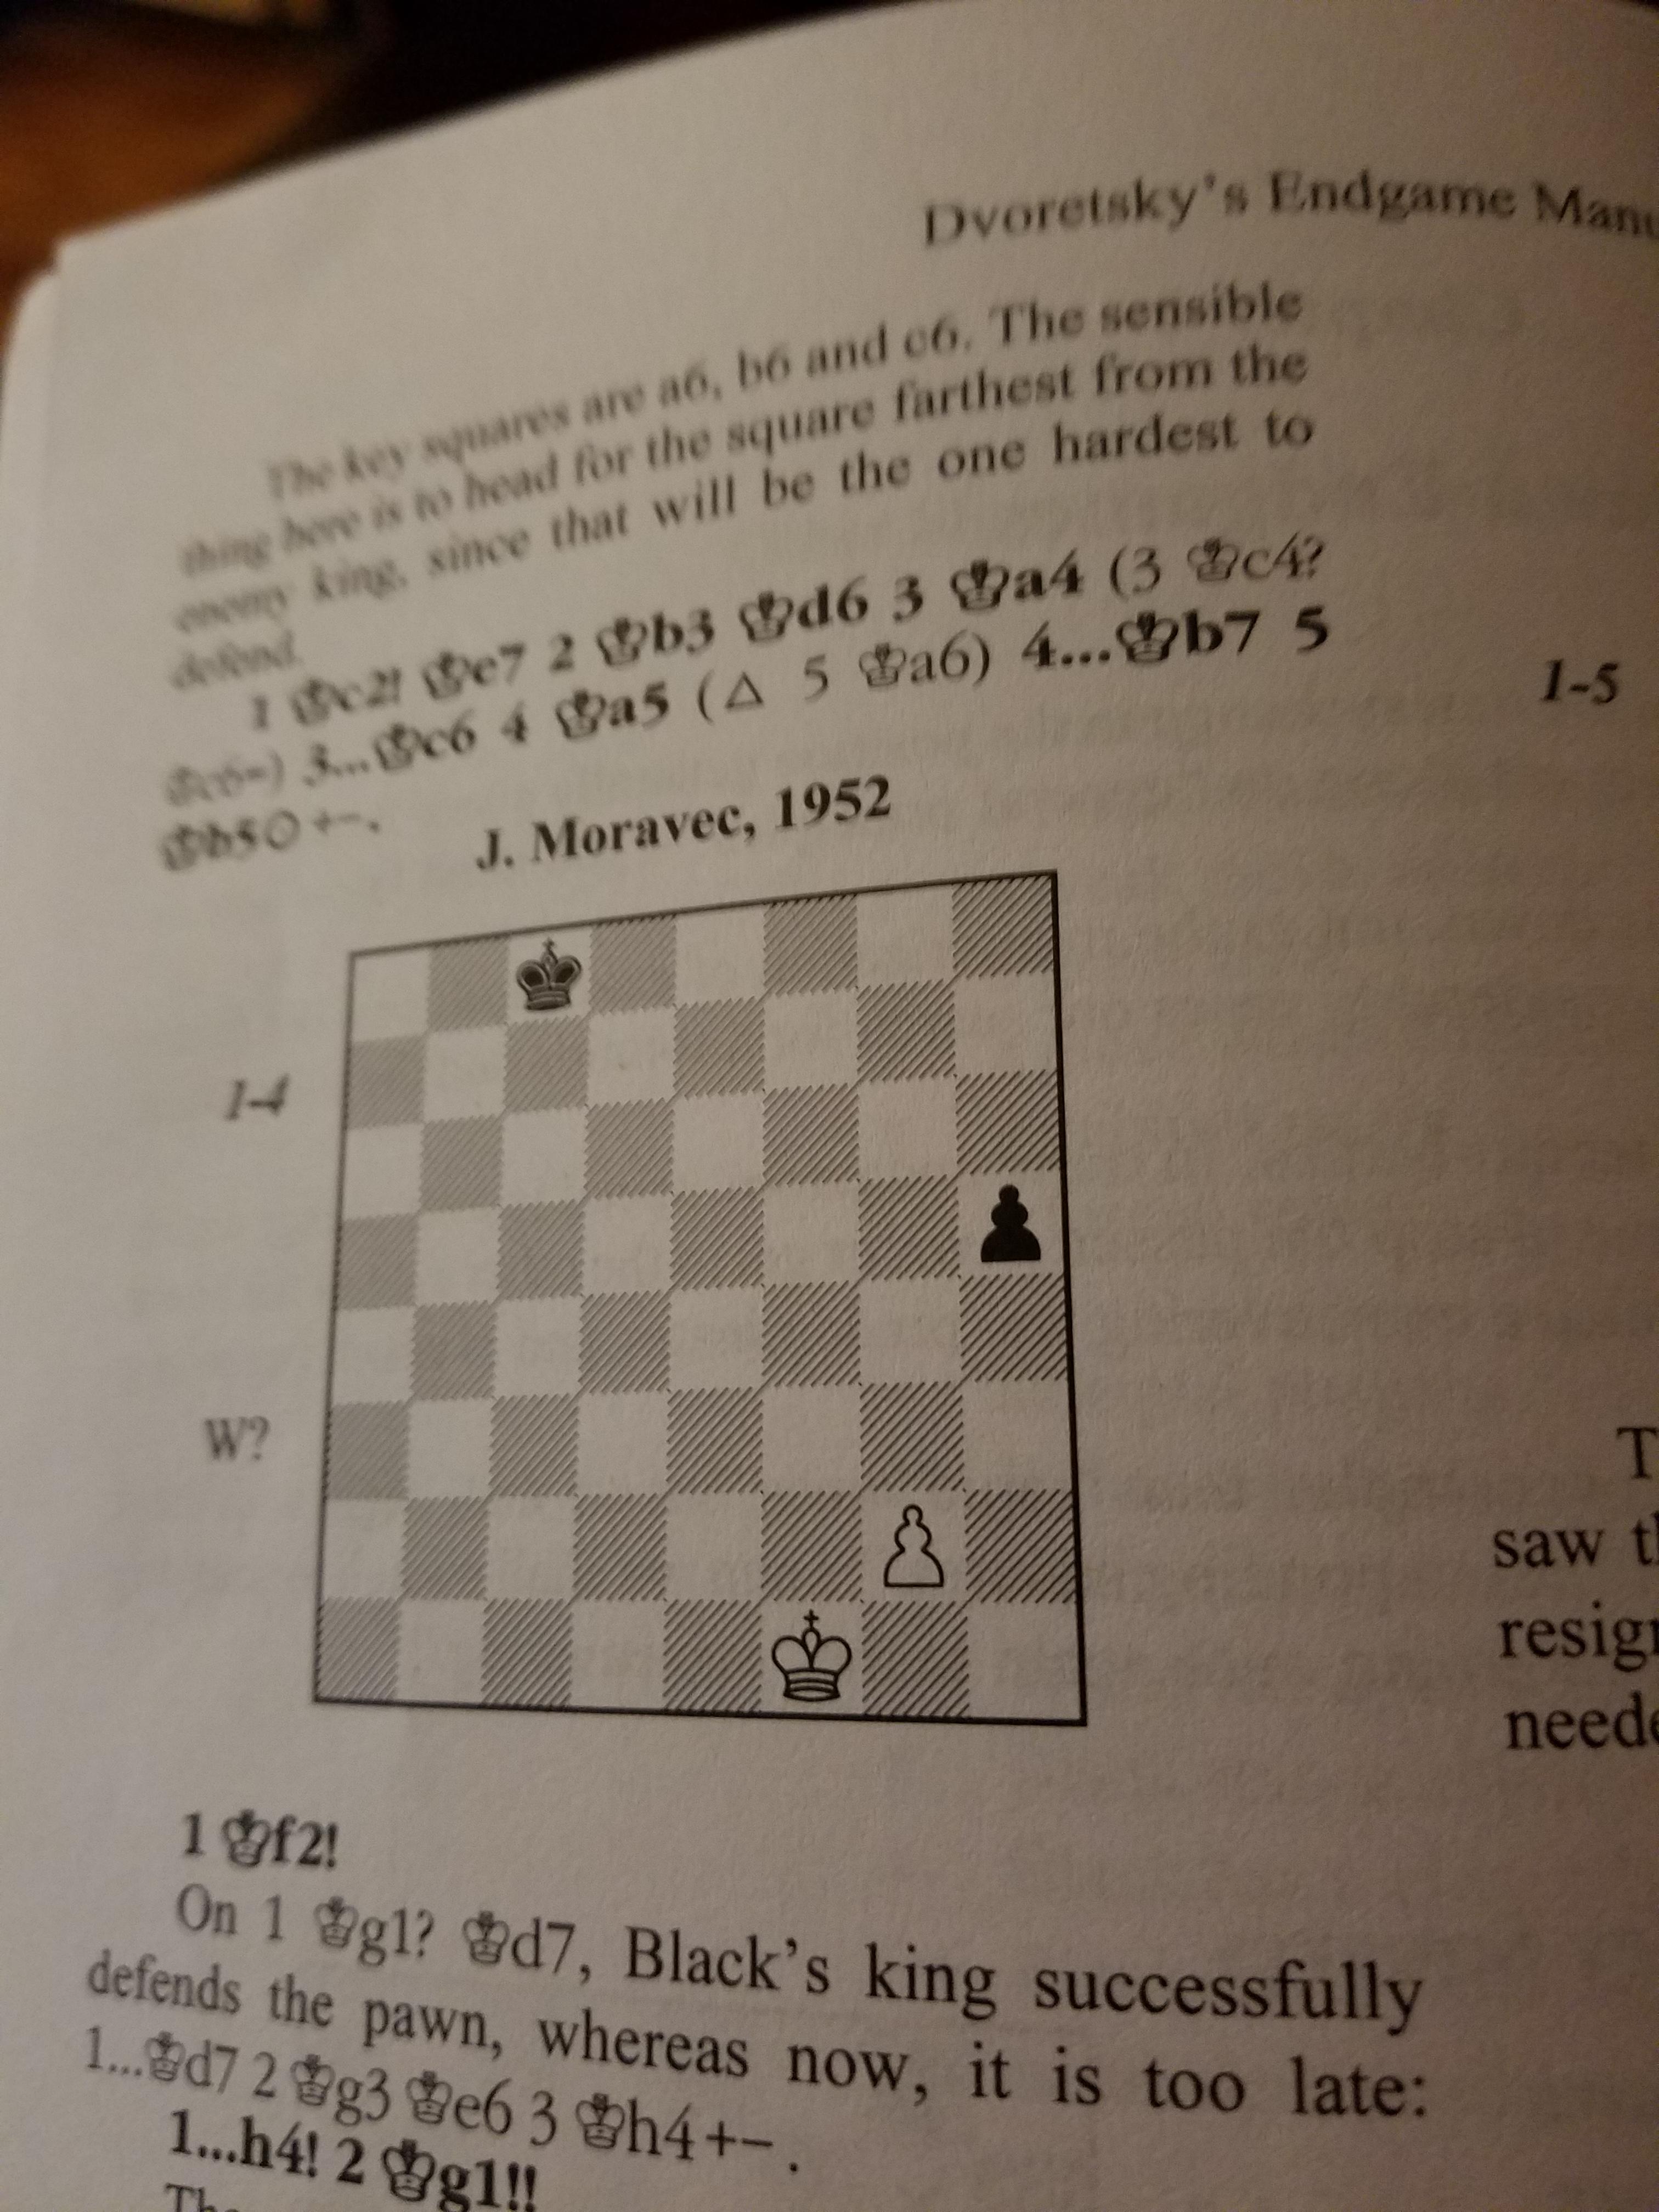 Dvoretsky's Endgame Manu
The key squares are a6, b6 and c6. The sensible
thing here is to head for the square farthest from the
enemy king, since that will be the one hardest to
defend.
1 ♔c2! ♔e7 2 ♔b3 ♔d6 3 ♔a4 (3 ♔c4?
♔c6=) 3...♔c6 4 ♔a5 (△ 5 ♔a6) 4...♔b7 5
♔b5○ +−.
J. Moravec, 1952
1-4
W?
1 ♔f2!
On 1 ♔g1? ♔d7, Black's king successfully
defends the pawn, whereas now, it is too late:
1...♔d7 2 ♔g3 ♔e6 3 ♔h4+−.
1...h4! 2 ♔g1!!
1-5
T
saw t
resig
neede